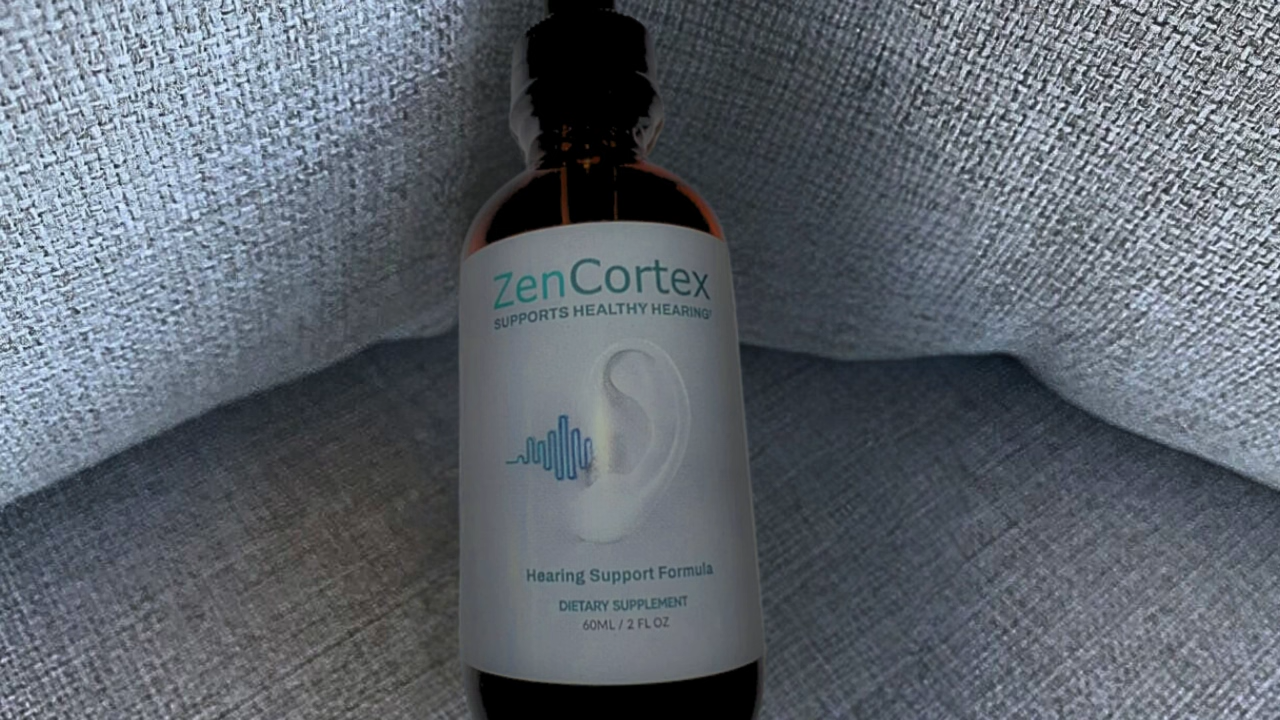 ZenCortex
SUPPORTS HEALTHY HEARING†
Hearing Support Formula
DIETARY SUPPLEMENT
60ML / 2 FL OZ